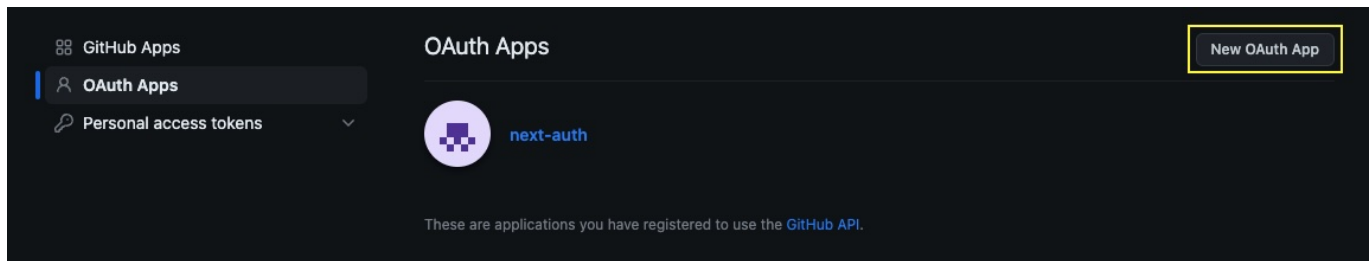 GitHub Apps
OAuth Apps
Personal access tokens
OAuth Apps
New OAuth App
next-auth
These are applications you have registered to use the GitHub API.